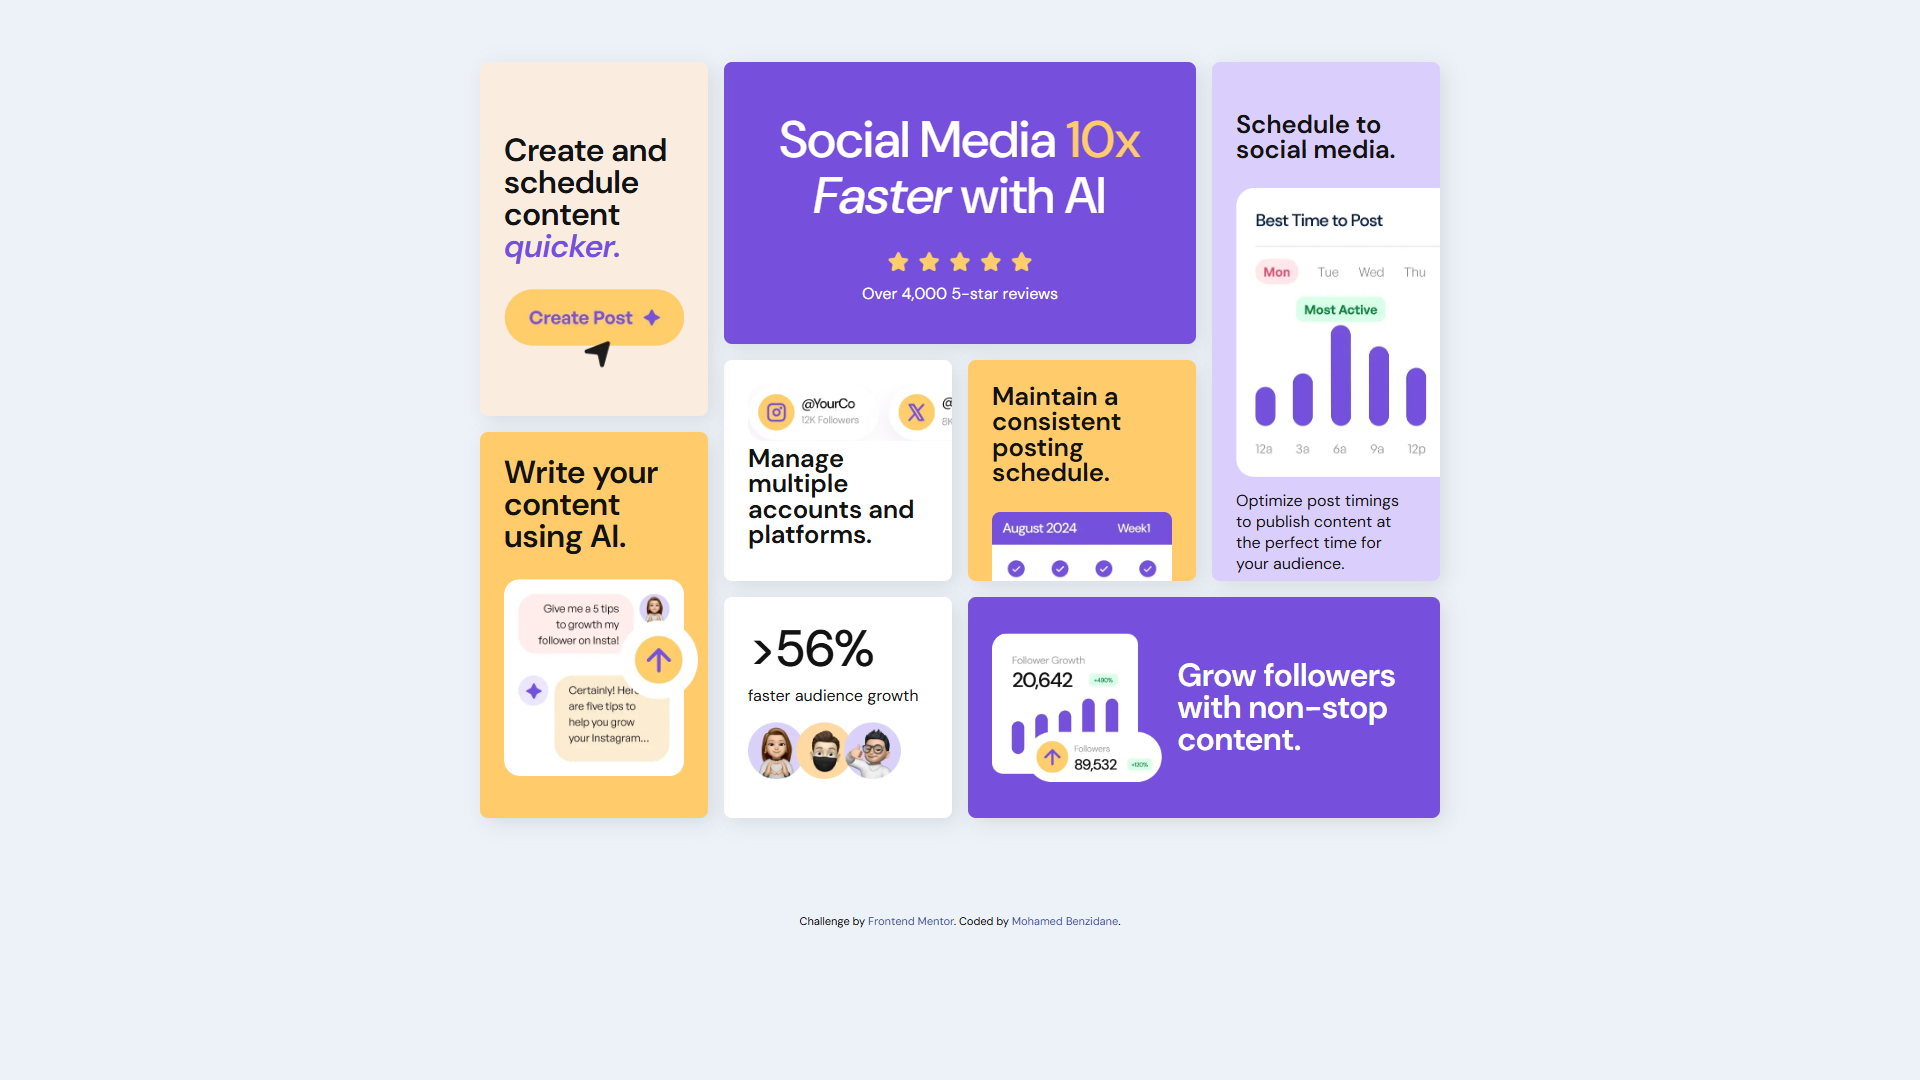 Create and
schedule
content
quicker.
Create Post
Social Media 10x
Faster with AI
Over 4,000 5-star reviews
Schedule to
social media.
Best Time to Post
Mon Tue Wed Thu
Most Active
12a 3a 6a 9a 12p
Optimize post timings
to publish content at
the perfect time for
your audience.
@YourCo
12K Followers
@
8K
Manage
multiple
accounts and
platforms.
Maintain a
consistent
posting
schedule.
August 2024 Week1
Write your
content
using AI.
Give me a 5 tips
to growth my
follower on Insta!
Certainly! Here
are five tips to
help you grow
your Instagram...
>56%
faster audience growth
Follower Growth
20,642 +490%
Followers
89,532 +120%
Grow followers
with non-stop
content.
Challenge by Frontend Mentor. Coded by Mohamed Benzidane.